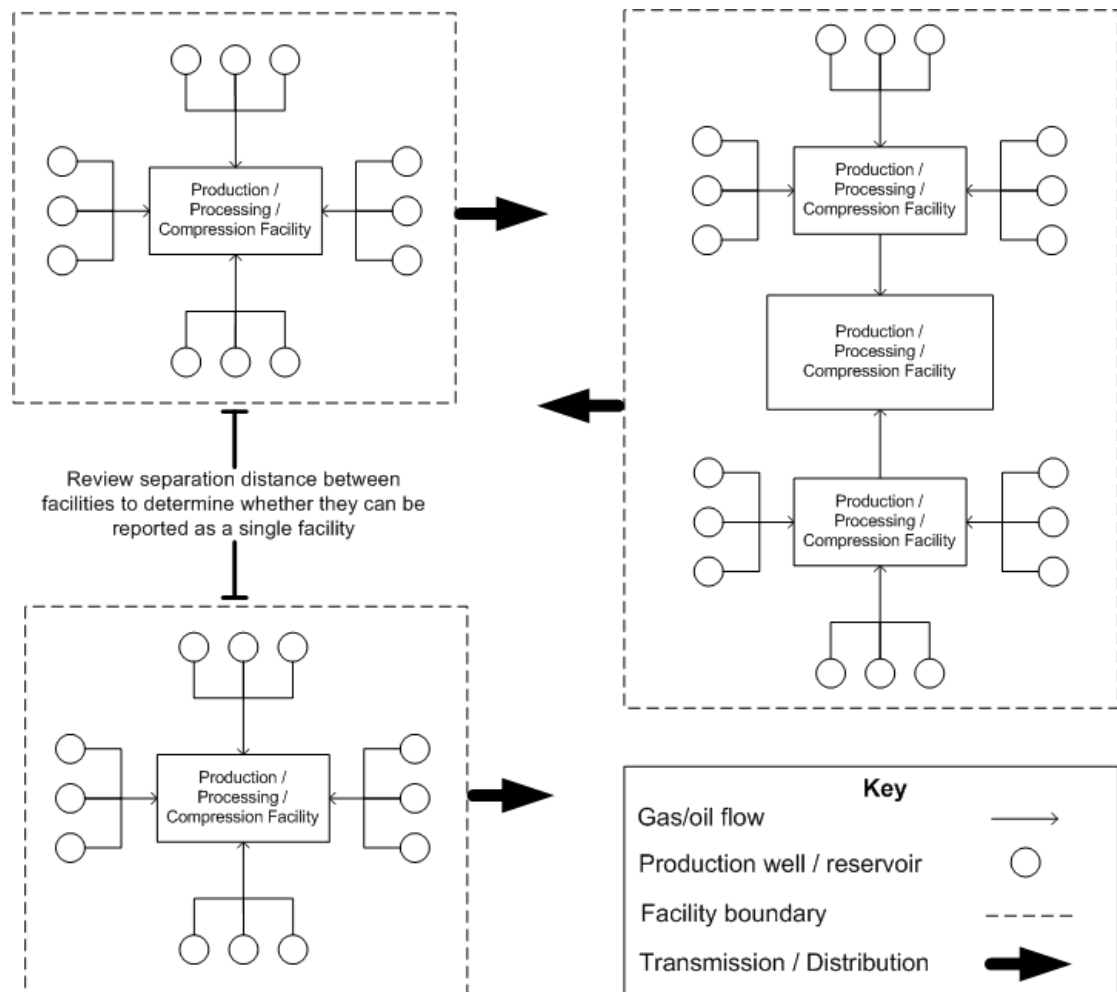 Production /
Processing /
Compression Facility
Production /
Processing /
Compression Facility
Production /
Processing /
Compression Facility
Production /
Processing /
Compression Facility
Review separation distance between
facilities to determine whether they can be
reported as a single facility
Production /
Processing /
Compression Facility
Key
Gas/oil flow
Production well / reservoir
Facility boundary
Transmission / Distribution